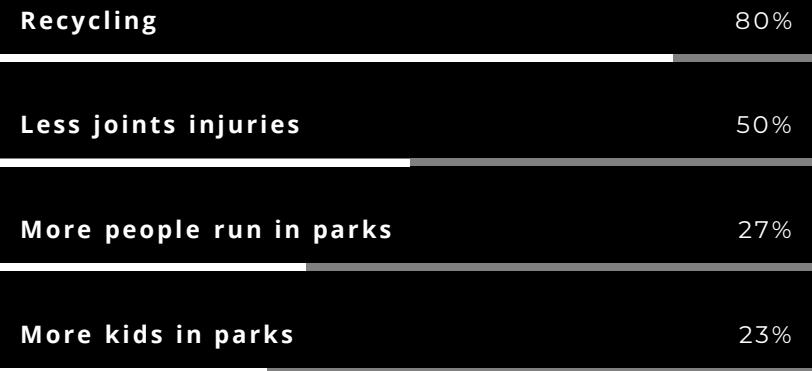 Recycling 80%
Less joints injuries 50%
More people run in parks 27%
More kids in parks 23%